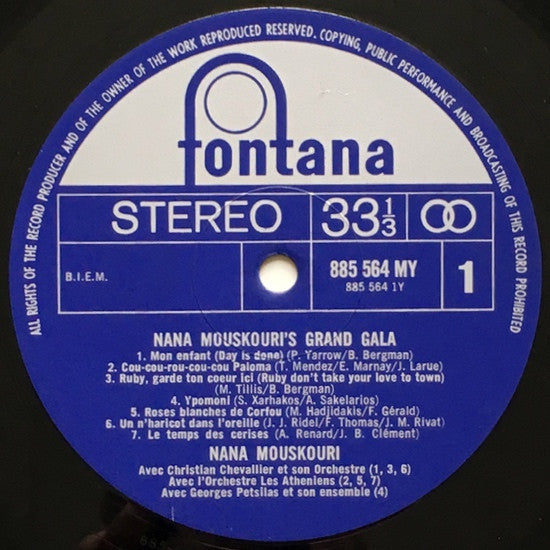 ALL RIGHTS OF THE RECORD PRODUCER AND OF THE OWNER OF THE WORK REPRODUCED RESERVED. COPYING, PUBLIC PERFORMANCE AND BROADCASTING OF THIS RECORD PROHIBITED
fontana
STEREO 33 1/3
B.I.E.M. 885 564 MY 1
885 564 1Y
NANA MOUSKOURI'S GRAND GALA
1. Mon enfant (Day is done) (P. Yarrow/B. Bergman)
2. Cou-cou-rou-cou-cou Paloma (T. Mendez/E. Marnay/J. Larue)
3. Ruby, garde ton coeur ici (Ruby don't take your love to town)
(M. Tillis/B. Bergman)
4. Ypomoni (S. Xarhakos/A. Sakelarios)
5. Roses blanches de Corfou (M. Hadjidakis/F. Gérald)
6. Un n'haricot dans l'oreille (J. J. Ridel/F. Thomas/J. M. Rivat)
7. Le temps des cerises (A. Renard/J. B. Clément)
NANA MOUSKOURI
Avec Christian Chevallier et son Orchestre (1, 3, 6)
Avec l'Orchestre Les Atheniens (2, 5, 7)
Avec Georges Petsilas et son ensemble (4)